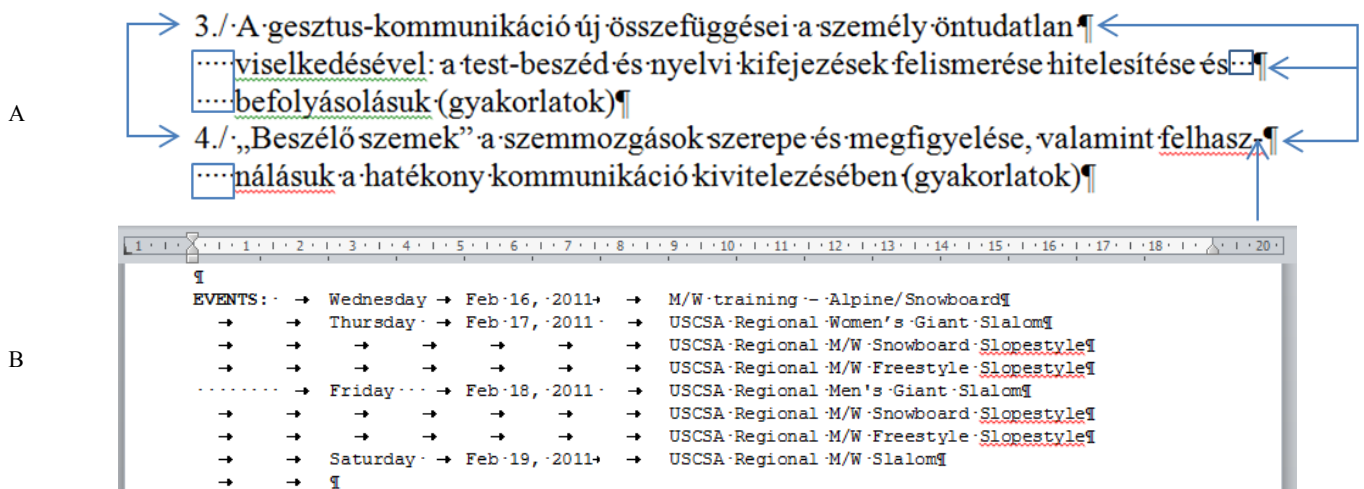 3./ A gesztus-kommunikáció új összefüggései a személy öntudatlan ¶
viselkedésével: a test-beszéd és nyelvi kifejezések felismerése hitelesítése és ¶
A
befolyásolásuk (gyakorlatok)¶
4./ „Beszélő szemek” a szemmozgások szerepe és megfigyelése, valamint felhasz-¶
nálásuk a hatékony kommunikáció kivitelezésében (gyakorlatok)¶
1 1 2 3 4 5 6 7 8 9 10 11 12 13 14 15 16 17 18 20
¶
EVENTS: → Wednesday → Feb 16, 2011→ → M/W training – Alpine/Snowboard¶
→ → Thursday → Feb 17, 2011 → USCSA Regional Women’s Giant Slalom¶
→ → → → → → → USCSA Regional M/W Snowboard Slopestyle¶
B
→ → → → → → → USCSA Regional M/W Freestyle Slopestyle¶
→ Friday → Feb 18, 2011 → USCSA Regional Men's Giant Slalom¶
→ → → → → → → USCSA Regional M/W Snowboard Slopestyle¶
→ → → → → → → USCSA Regional M/W Freestyle Slopestyle¶
→ → Saturday → Feb 19, 2011→ → USCSA Regional M/W Slalom¶
→ → ¶